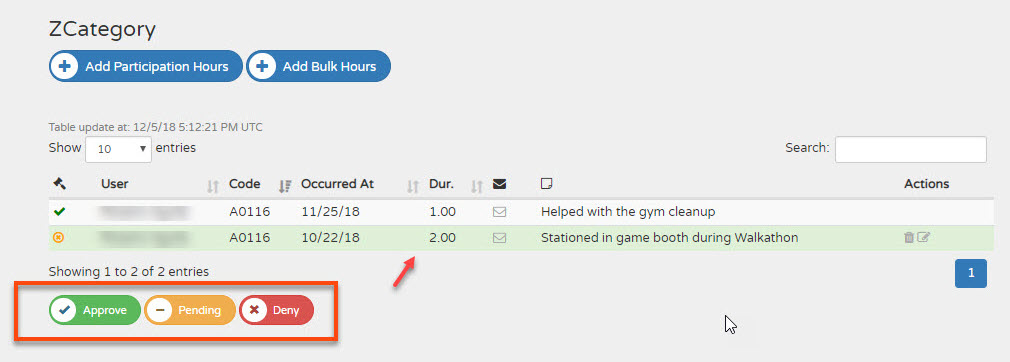 ZCategory
Add Participation Hours Add Bulk Hours
Table update at: 12/5/18 5:12:21 PM UTC
Show 10 entries Search:
User Code Occurred At Dur. Actions
A0116 11/25/18 1.00 Helped with the gym cleanup
A0116 10/22/18 2.00 Stationed in game booth during Walkathon
Showing 1 to 2 of 2 entries 1
Approve Pending Deny